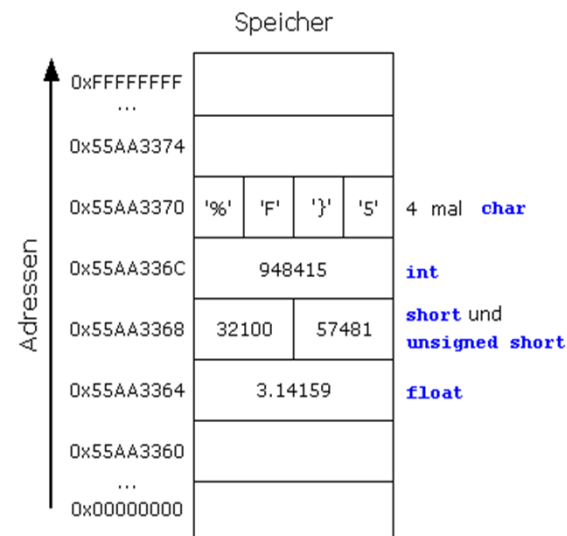 Speicher
0xFFFFFFFF
...
0x55AA3374
0x55AA3370 '%' 'F' '}' '5' 4 mal char
0x55AA336C 948415 int
0x55AA3368 32100 57481 short und
unsigned short
0x55AA3364 3.14159 float
0x55AA3360
...
0x00000000
Adressen